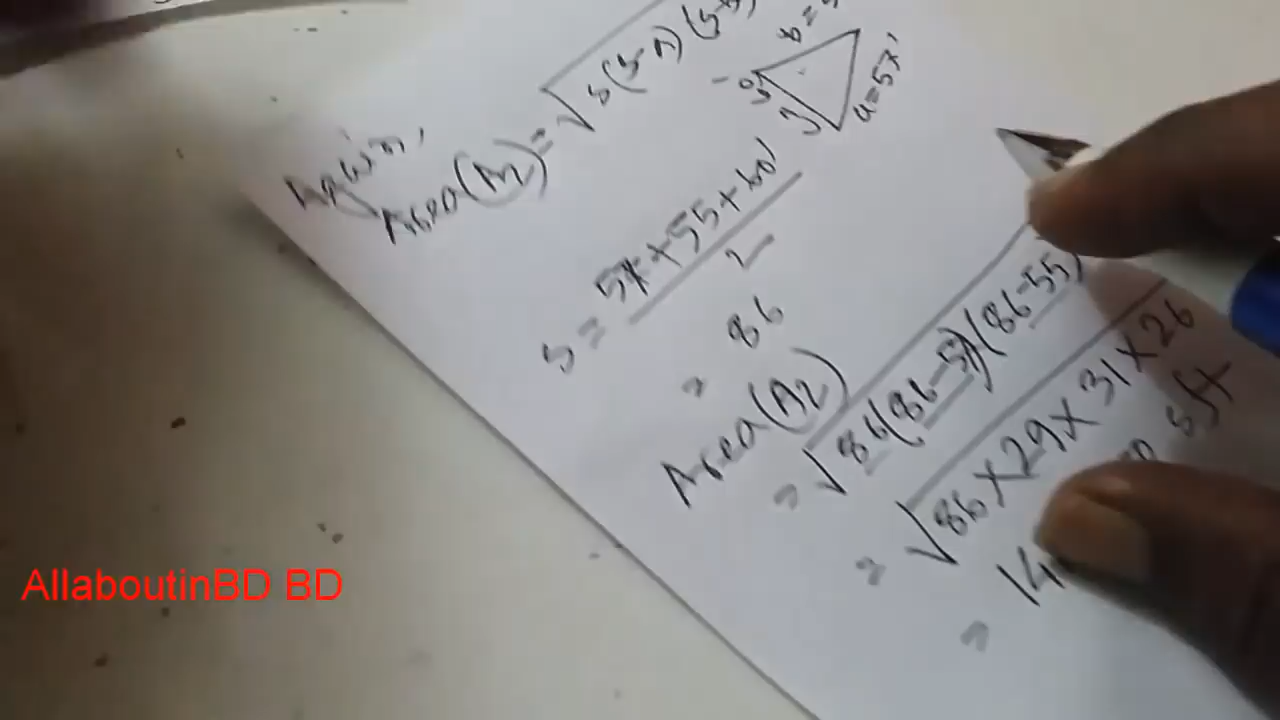 Again,
Area(A2) = √s(s-a)(s-b)
b =
a = 57'
s = 57+55+60' / 2
= 86
Area(A2)
= √86(86-57)(86-55)
= √86×29×31×26
= 14 sft
AllaboutinBD BD